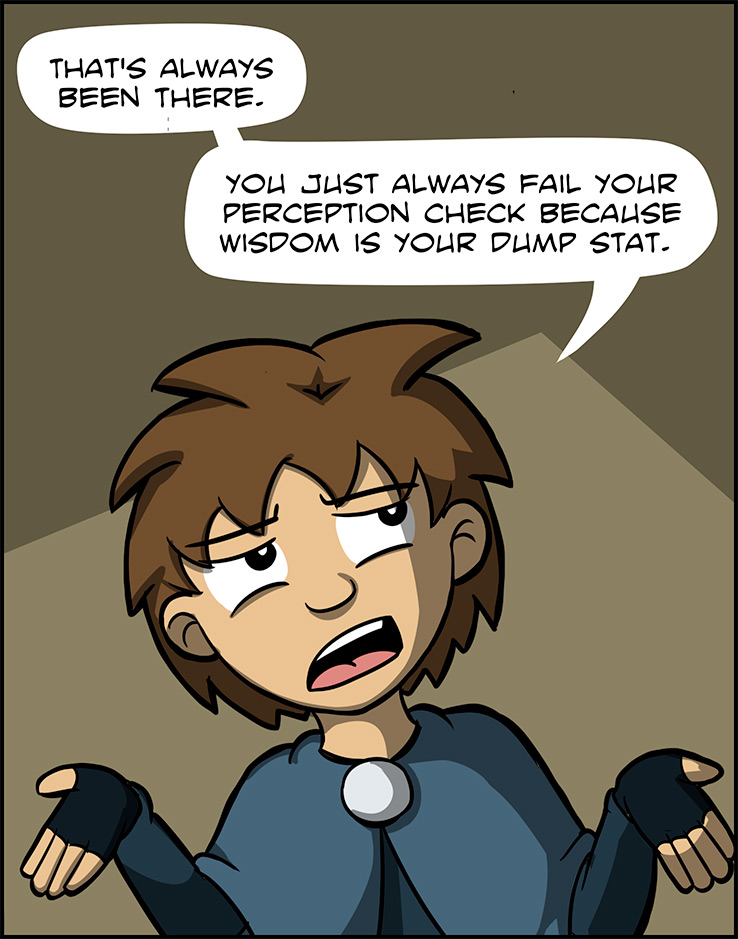 THAT'S ALWAYS
BEEN THERE.
YOU JUST ALWAYS FAIL YOUR
PERCEPTION CHECK BECAUSE
WISDOM IS YOUR DUMP STAT.